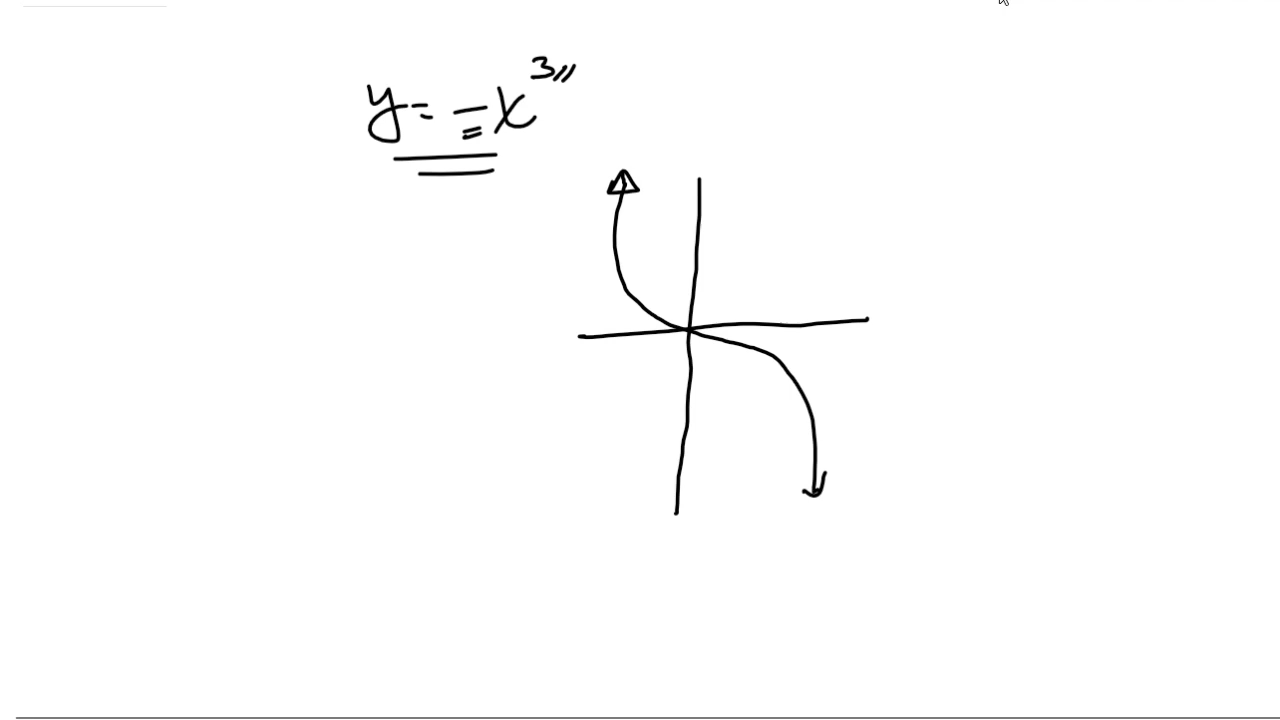 y = -x³